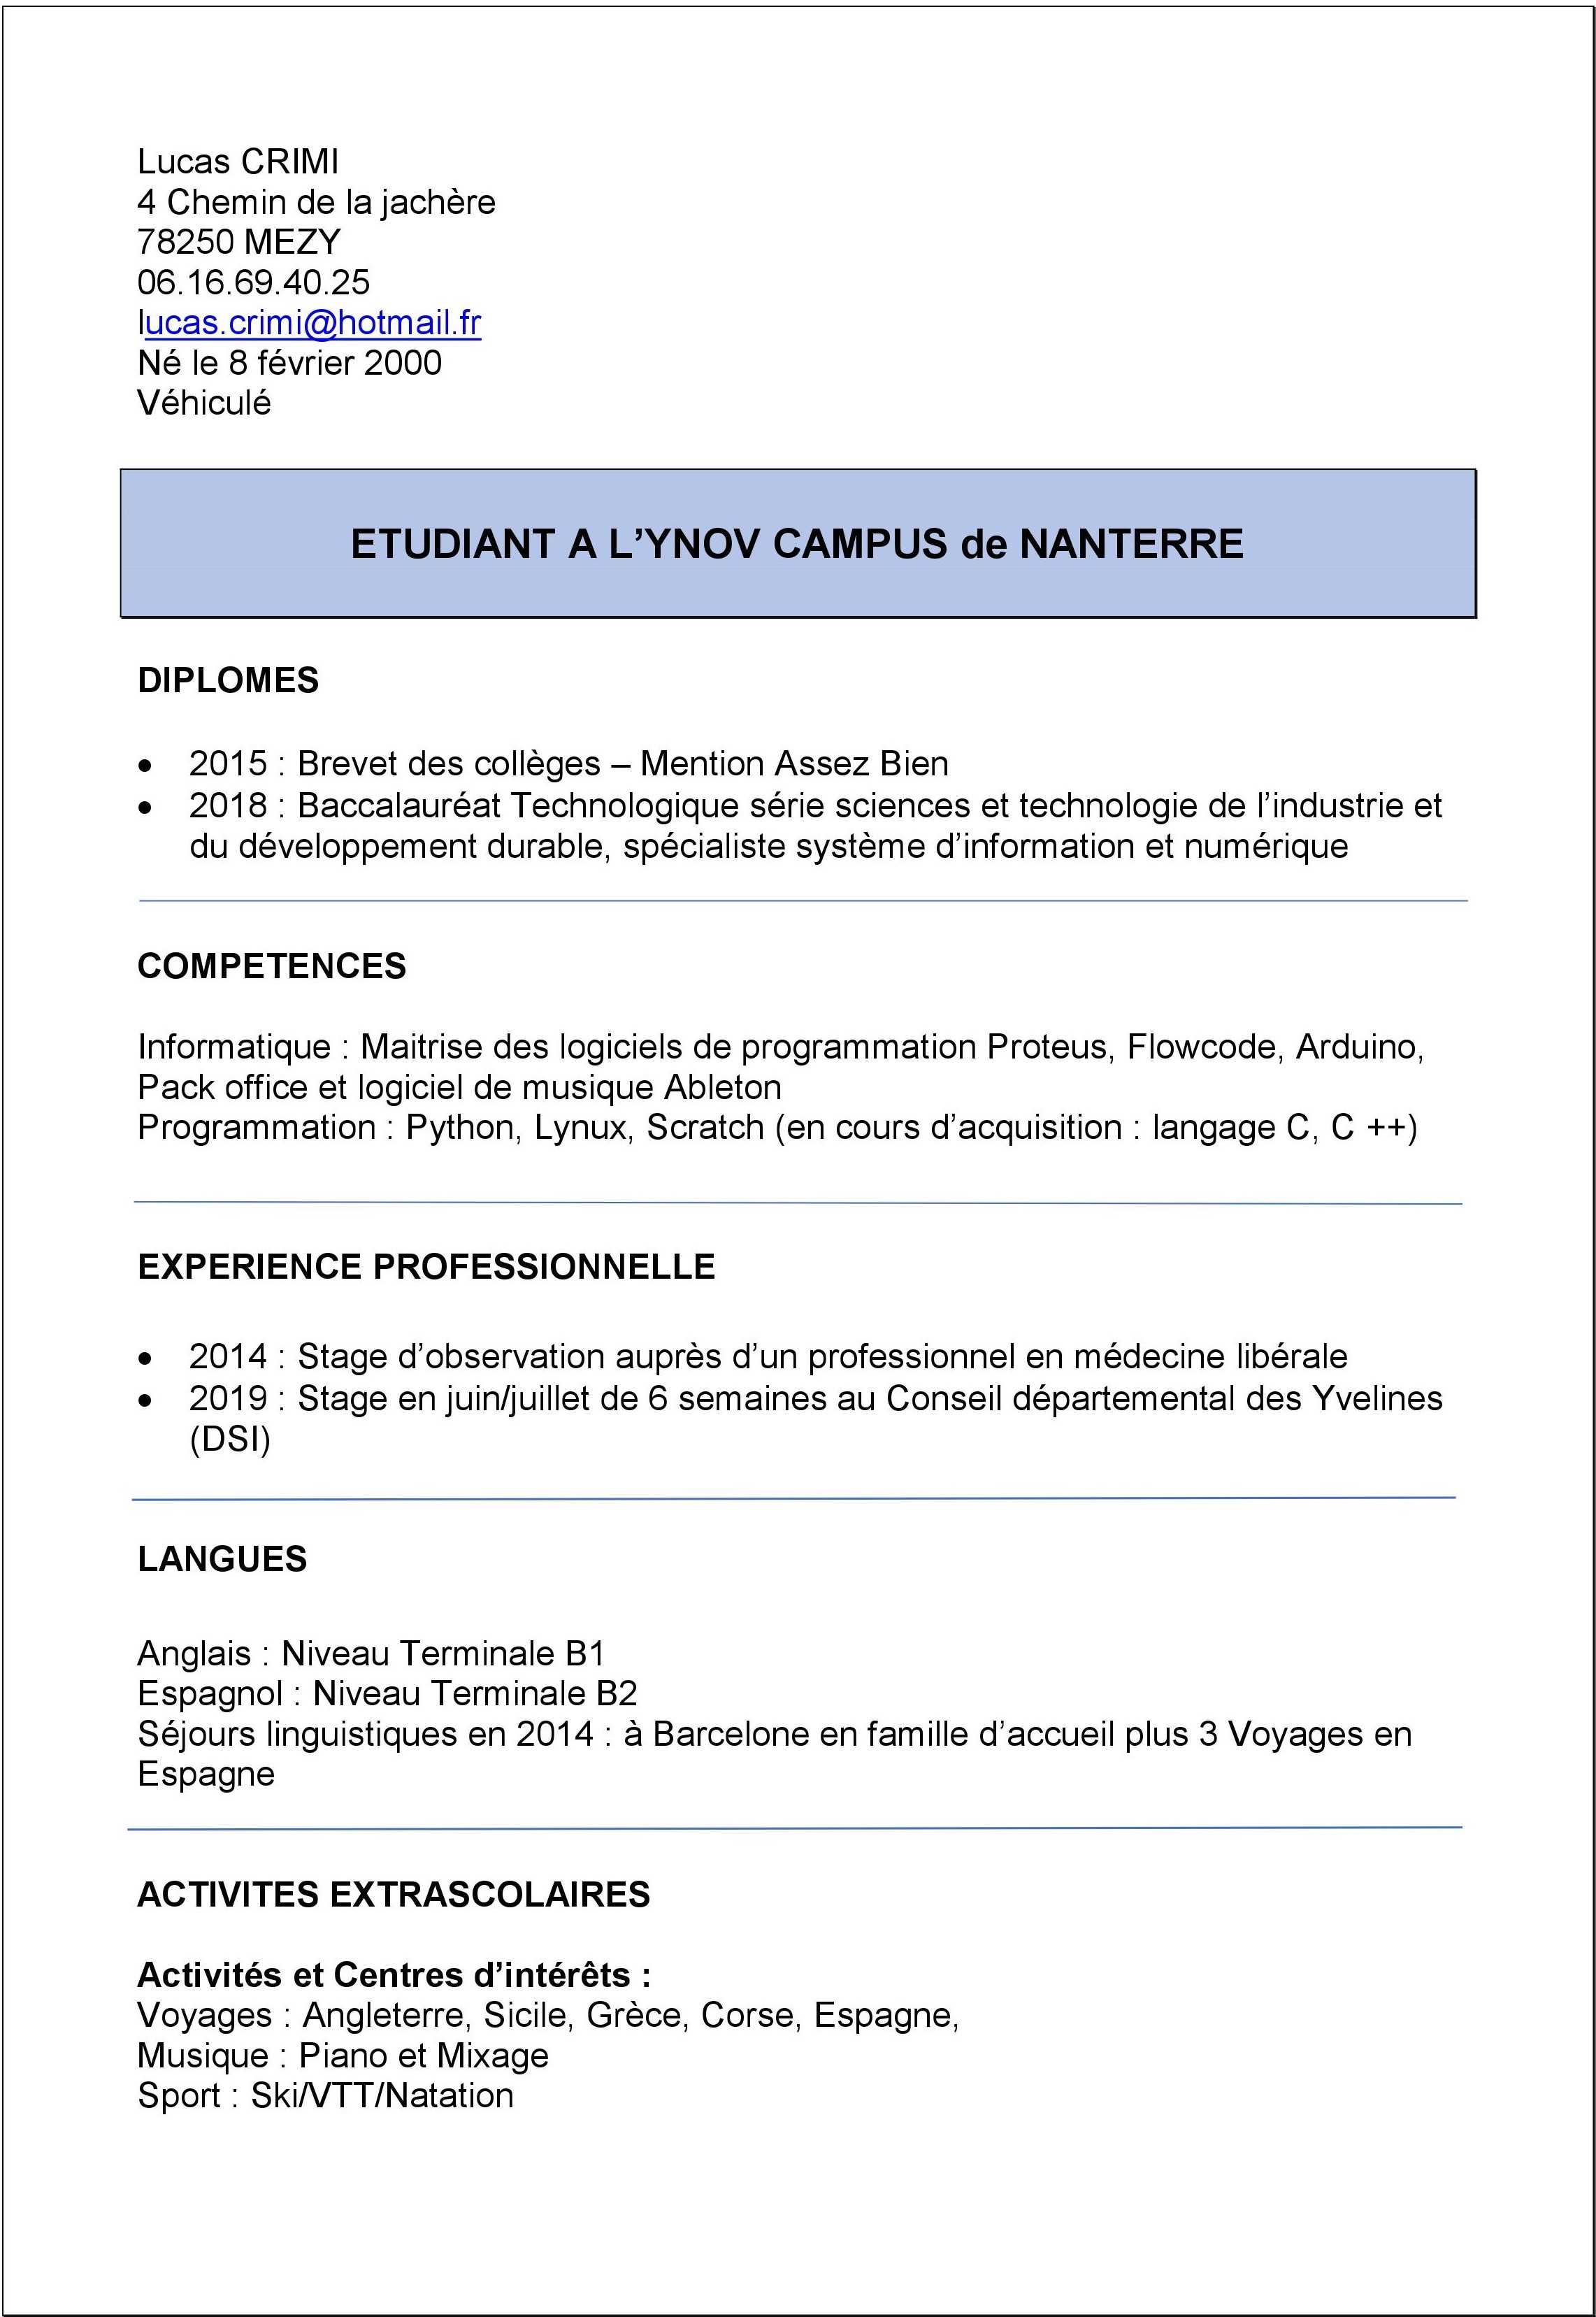 Lucas CRIMI
4 Chemin de la jachère
78250 MEZY
06.16.69.40.25
lucas.crimi@hotmail.fr
Né le 8 février 2000
Véhiculé
ETUDIANT A L’YNOV CAMPUS de NANTERRE
DIPLOMES
• 2015 : Brevet des collèges – Mention Assez Bien
• 2018 : Baccalauréat Technologique série sciences et technologie de l’industrie et
du développement durable, spécialiste système d’information et numérique
COMPETENCES
Informatique : Maitrise des logiciels de programmation Proteus, Flowcode, Arduino,
Pack office et logiciel de musique Ableton
Programmation : Python, Lynux, Scratch (en cours d’acquisition : langage C, C ++)
EXPERIENCE PROFESSIONNELLE
• 2014 : Stage d’observation auprès d’un professionnel en médecine libérale
• 2019 : Stage en juin/juillet de 6 semaines au Conseil départemental des Yvelines
(DSI)
LANGUES
Anglais : Niveau Terminale B1
Espagnol : Niveau Terminale B2
Séjours linguistiques en 2014 : à Barcelone en famille d’accueil plus 3 Voyages en
Espagne
ACTIVITES EXTRASCOLAIRES
Activités et Centres d’intérêts :
Voyages : Angleterre, Sicile, Grèce, Corse, Espagne,
Musique : Piano et Mixage
Sport : Ski/VTT/Natation